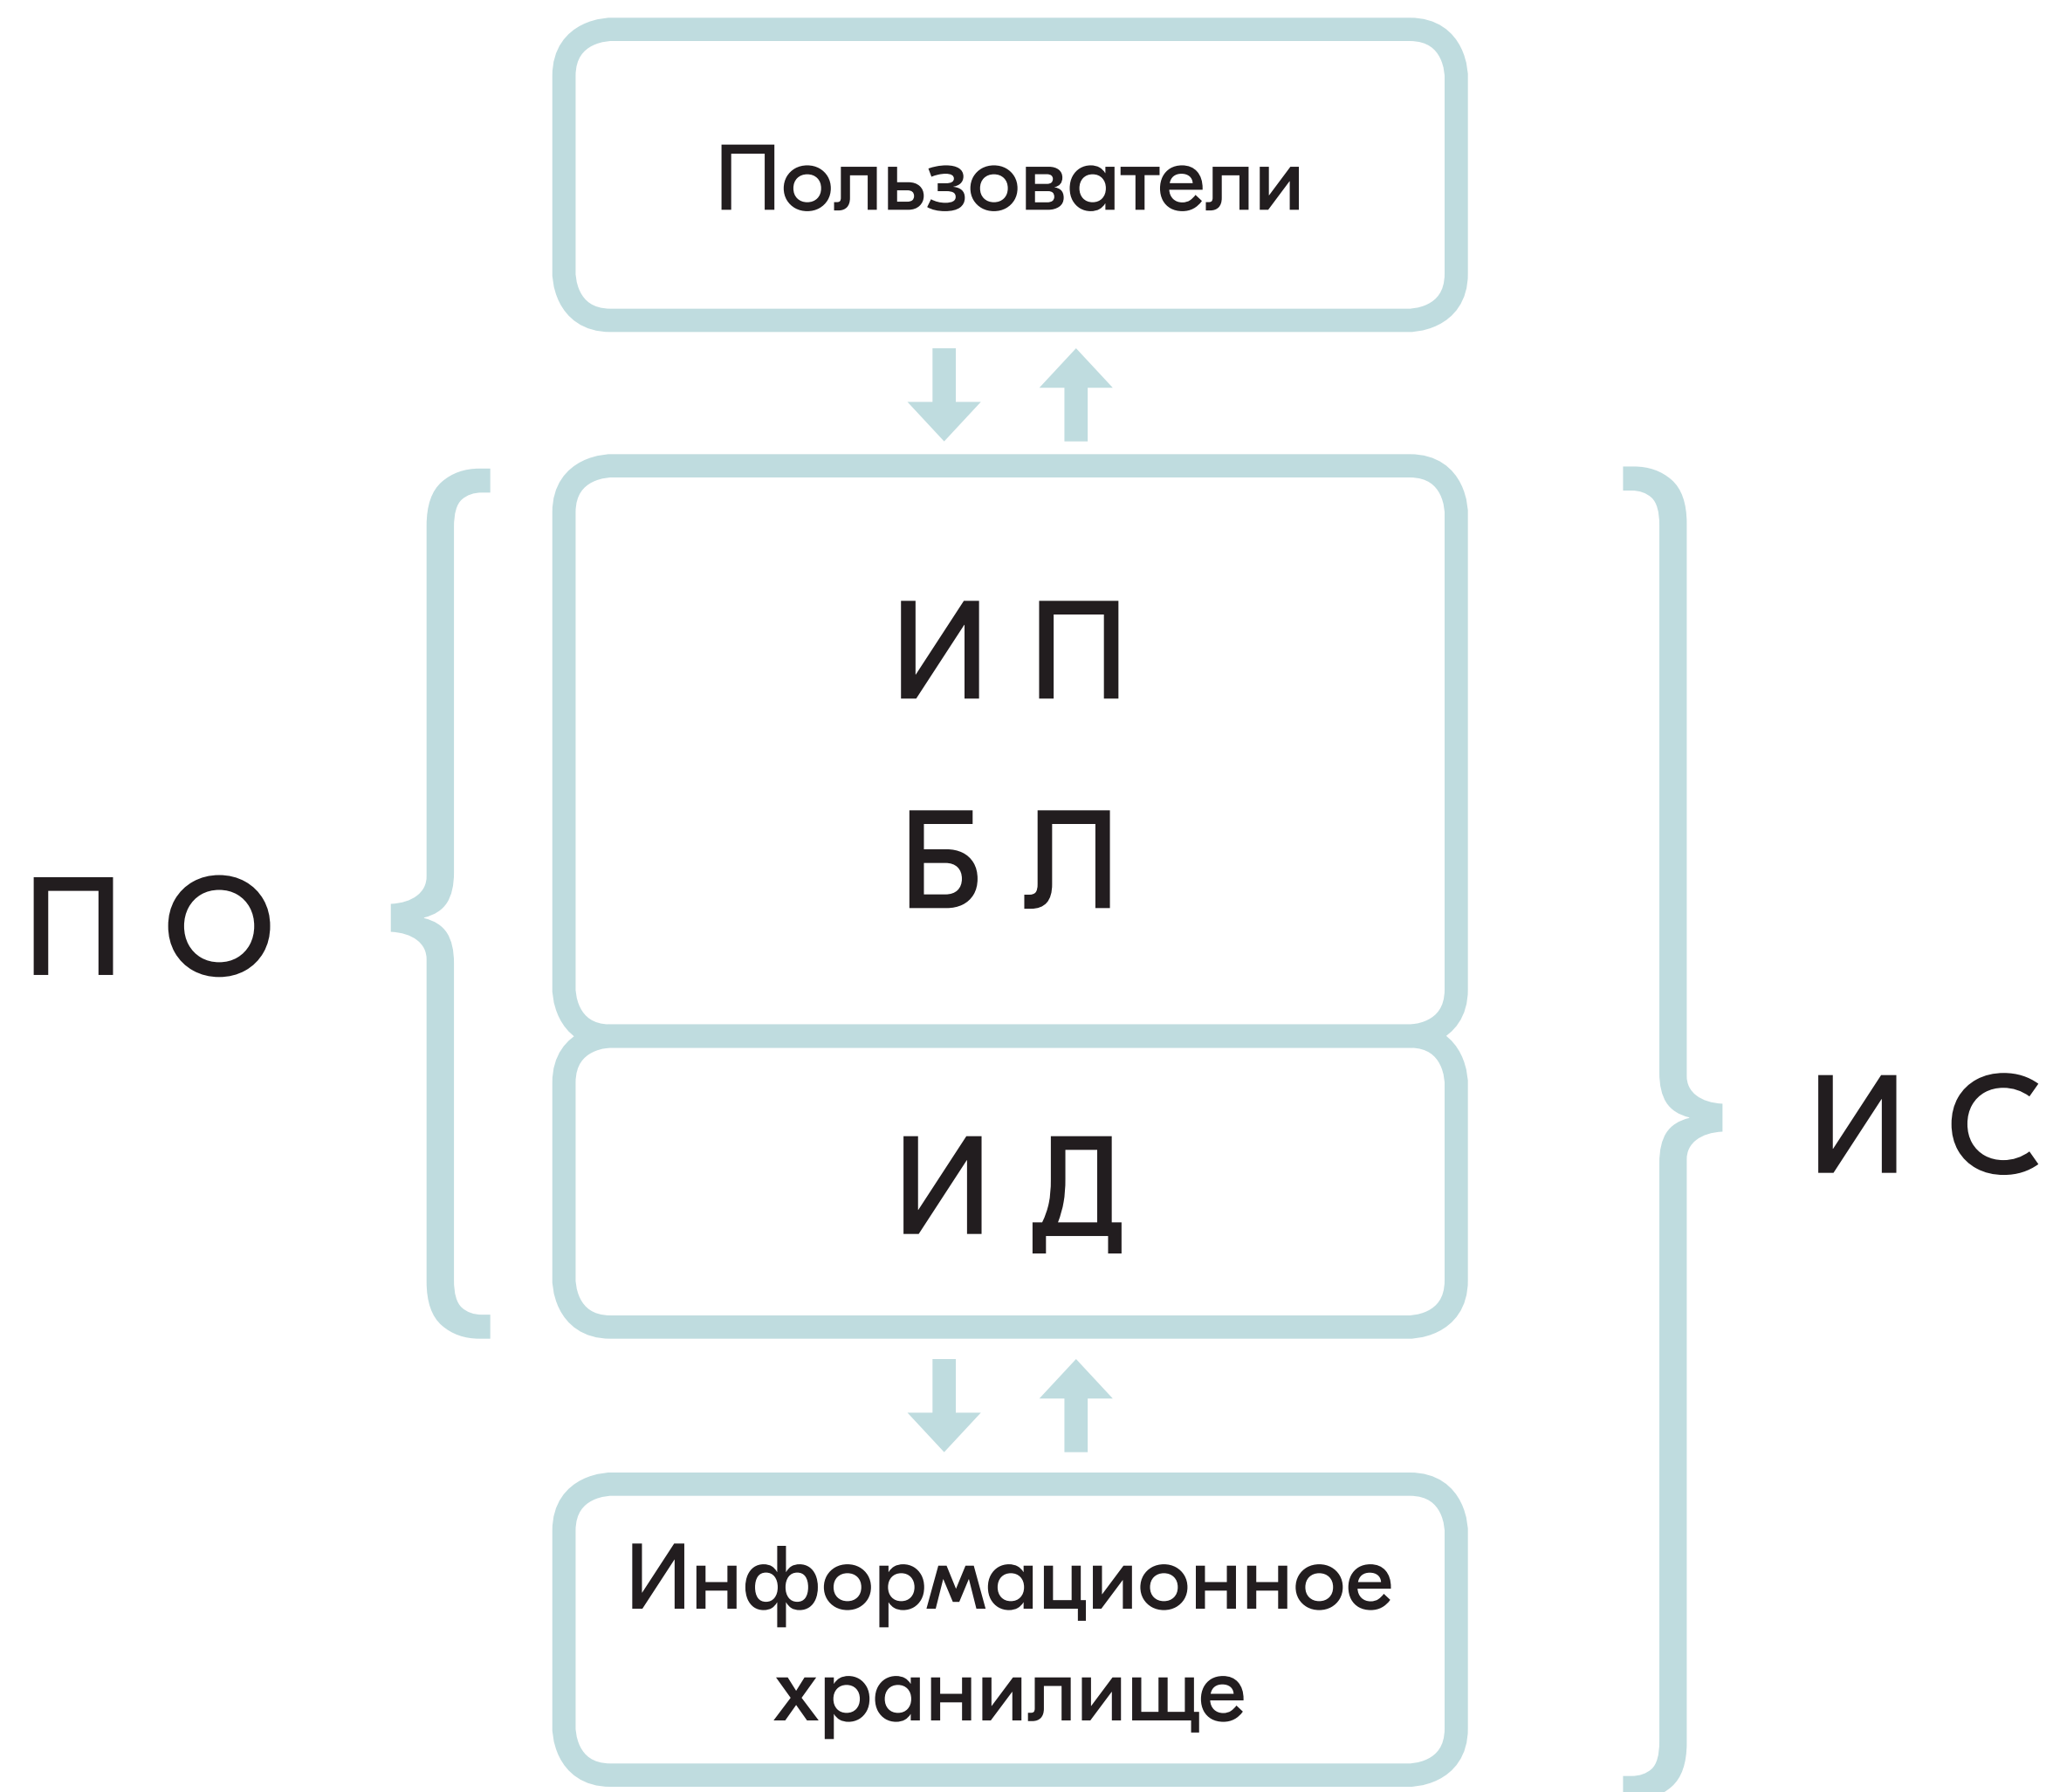 Пользователи
И П
Б Л
П О
И С
И Д
Информационное
хранилище